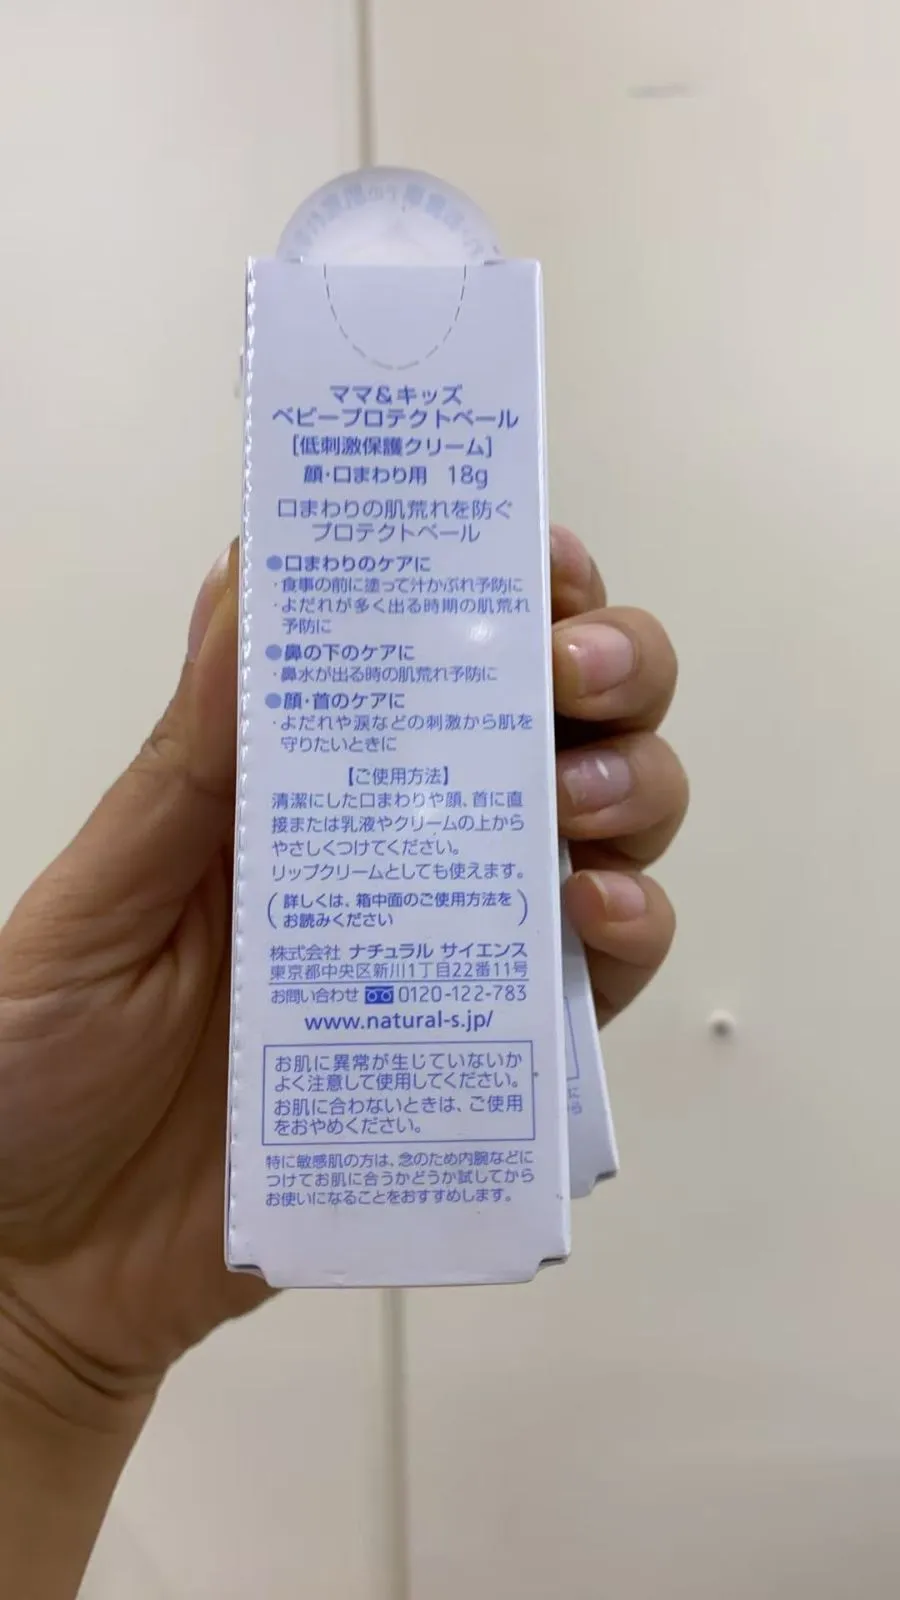 ママ&キッズ
ベビープロテクトベール
[低刺激保護クリーム]
顔・口まわり用 18g
口まわりの肌荒れを防ぐ
プロテクトベール
●口まわりのケアに
・食事の前に塗って汁かぶれ予防に
・よだれが多く出る時期の肌荒れ
予防に
●鼻の下のケアに
・鼻水が出る時の肌荒れ予防に
●顔・首のケアに
・よだれや涙などの刺激から肌を
守りたいときに
【ご使用方法】
清潔にした口まわりや顔、首に直
接または乳液やクリームの上から
やさしくつけてください。
リップクリームとしても使えます。
(詳しくは、箱中面のご使用方法を
お読みください)
株式会社 ナチュラル サイエンス
東京都中央区新川1丁目22番11号
お問い合わせ 0120-122-783
www.natural-s.jp/
お肌に異常が生じていないか
よく注意して使用してください。
お肌に合わないときは、ご使用
をおやめください。
特に敏感肌の方は、念のため内腕などに
つけてお肌に合うかどうか試してから
お使いになることをおすすめします。